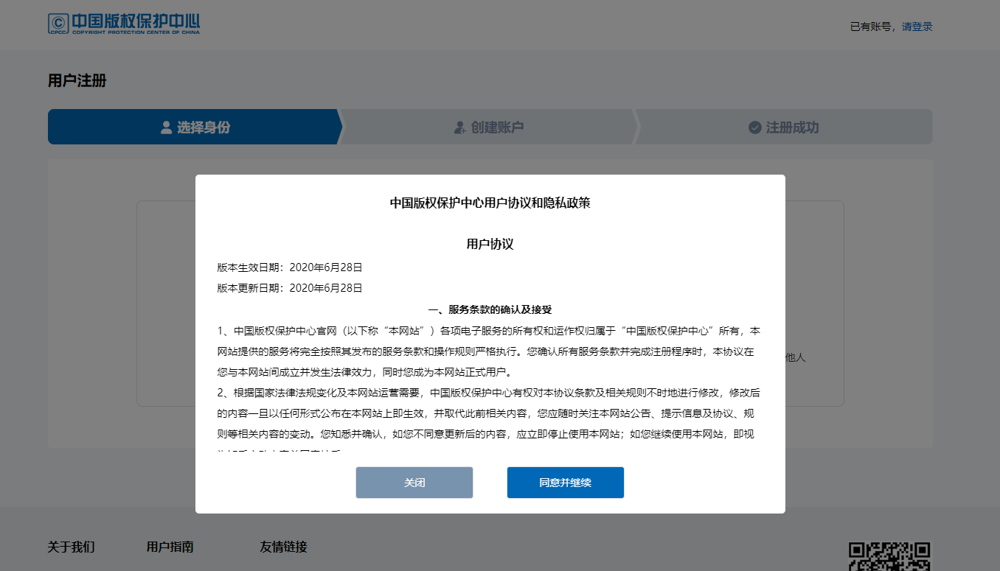 中国版权保护中心
CPCC COPYRIGHT PROTECTION CENTER OF CHINA
已有账号，请登录
用户注册
选择身份
创建账户
注册成功
中国版权保护中心用户协议和隐私政策
用户协议
版本生效日期：2020年6月28日
版本更新日期：2020年6月28日
一、服务条款的确认及接受
1、中国版权保护中心官网（以下称“本网站”）各项电子服务的所有权和运作权归属于“中国版权保护中心”所有，本
网站提供的服务将完全按照其发布的服务条款和操作规则严格执行。您确认所有服务条款并完成注册程序时，本协议在
您与本网站间成立并发生法律效力，同时您成为本网站正式用户。
2、根据国家法律法规变化及本网站运营需要，中国版权保护中心有权对本协议条款及相关规则不时地进行修改，修改后
的内容一旦以任何形式公布在本网站上即生效，并取代此前相关内容，您应随时关注本网站公告、提示信息及协议、规
则等相关内容的变动。您知悉并确认，如您不同意更新后的内容，应立即停止使用本网站；如您继续使用本网站，即视
他人
关闭
同意并继续
关于我们
用户指南
友情链接